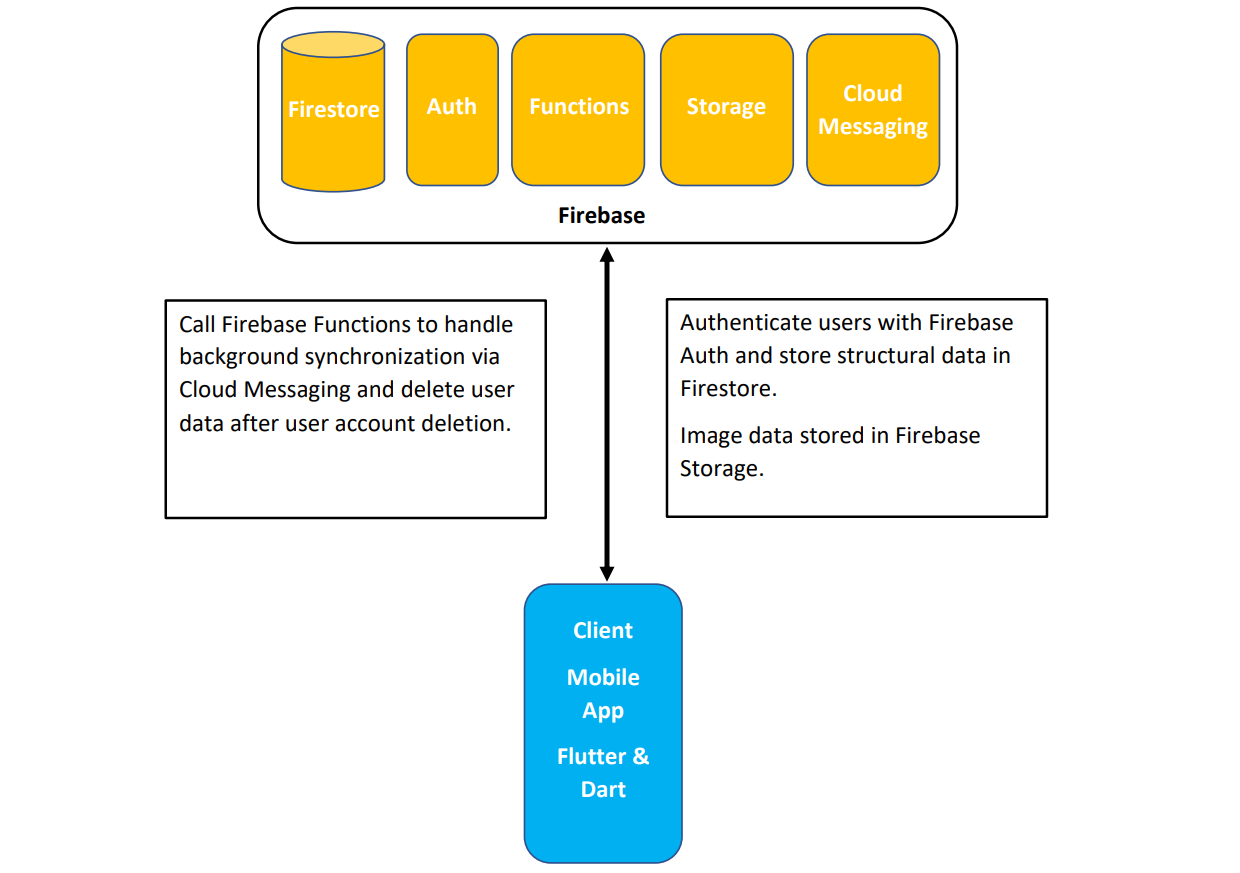 Firestore
Auth
Functions
Storage
Cloud
Messaging
Firebase
Call Firebase Functions to handle
background synchronization via
Cloud Messaging and delete user
data after user account deletion.
Authenticate users with Firebase
Auth and store structural data in
Firestore.
Image data stored in Firebase
Storage.
Client
Mobile
App
Flutter &
Dart